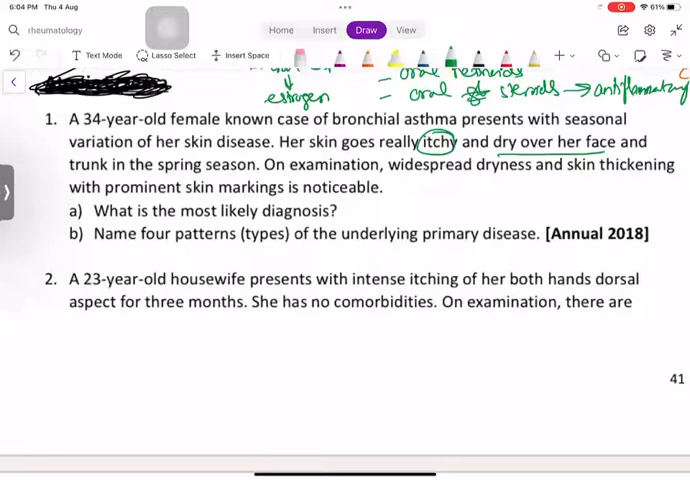 6:04 PM Thu 4 Aug
61%
rheumatology
Home Insert Draw View
Text Mode
Lasso Select
Insert Space
oral retinoids
estrogen
= oral steroids → antiflammatory
1. A 34-year-old female known case of bronchial asthma presents with seasonal
variation of her skin disease. Her skin goes really itchy and dry over her face and
trunk in the spring season. On examination, widespread dryness and skin thickening
with prominent skin markings is noticeable.
a) What is the most likely diagnosis?
b) Name four patterns (types) of the underlying primary disease. [Annual 2018]
2. A 23-year-old housewife presents with intense itching of her both hands dorsal
aspect for three months. She has no comorbidities. On examination, there are
41